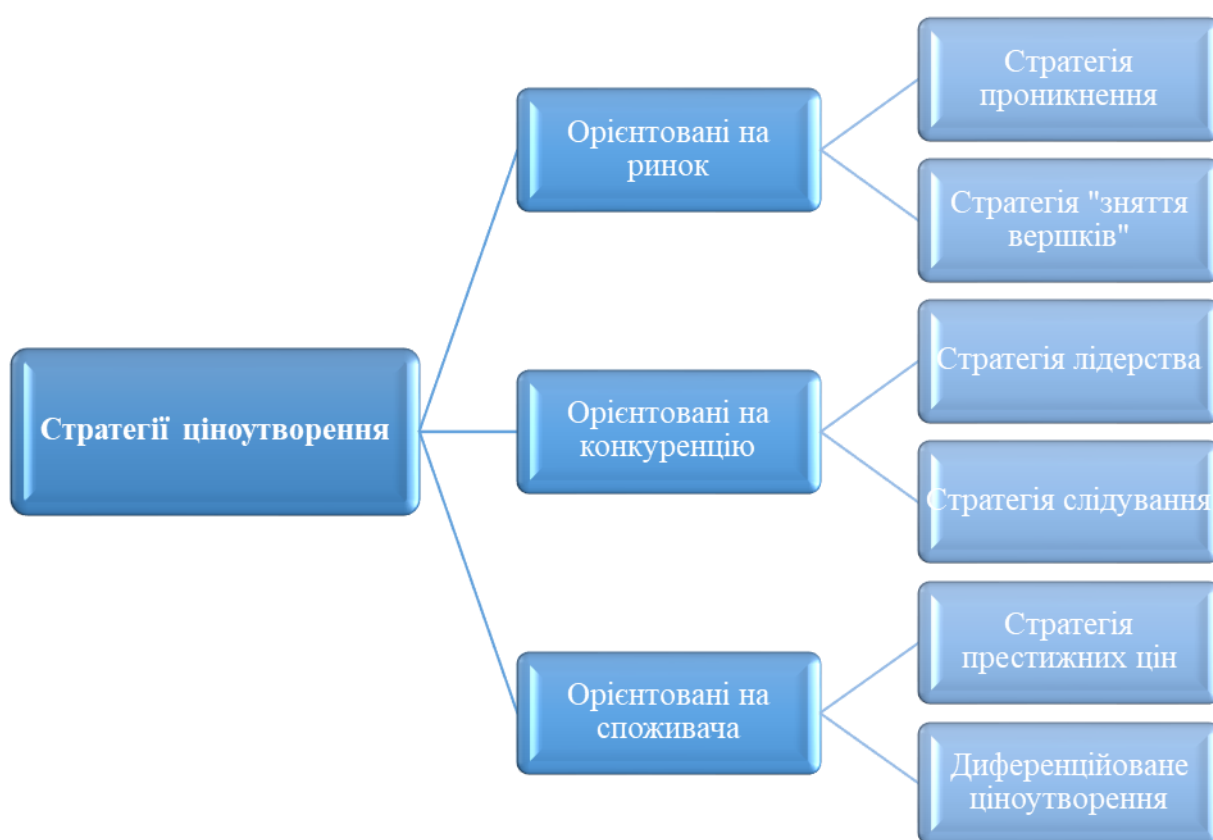 Стратегії ціноутворення
Орієнтовані на
ринок
Стратегія
проникнення
Стратегія "зняття
вершків"
Орієнтовані на
конкуренцію
Стратегія лідерства
Стратегія слідування
Орієнтовані на
споживача
Стратегія
престижних цін
Диференційоване
ціноутворення